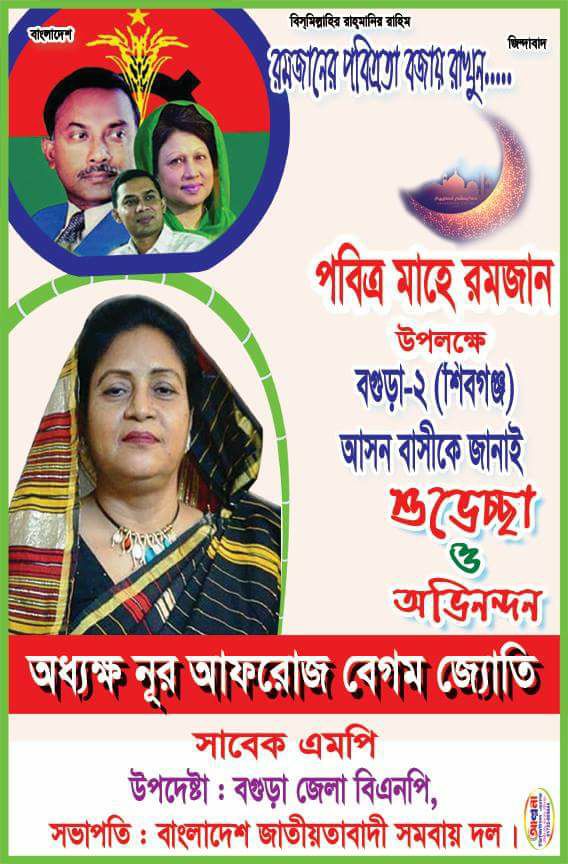 বিস্‌মিল্লাহির রাহ্‌মানির রাহিম
বাংলাদেশ
জিন্দাবাদ
রমজানের পবিত্রতা বজায় রাখুন.....
পবিত্র মাহে রমজান
উপলক্ষে
বগুড়া-২ (শিবগঞ্জ)
আসন বাসীকে জানাই
শুভেচ্ছা
ও
অভিনন্দন
অধ্যক্ষ নূর আফরোজ বেগম জ্যোতি
সাবেক এমপি
উপদেষ্টা : বগুড়া জেলা বিএনপি,
সভাপতি : বাংলাদেশ জাতীয়তাবাদী সমবায় দল।